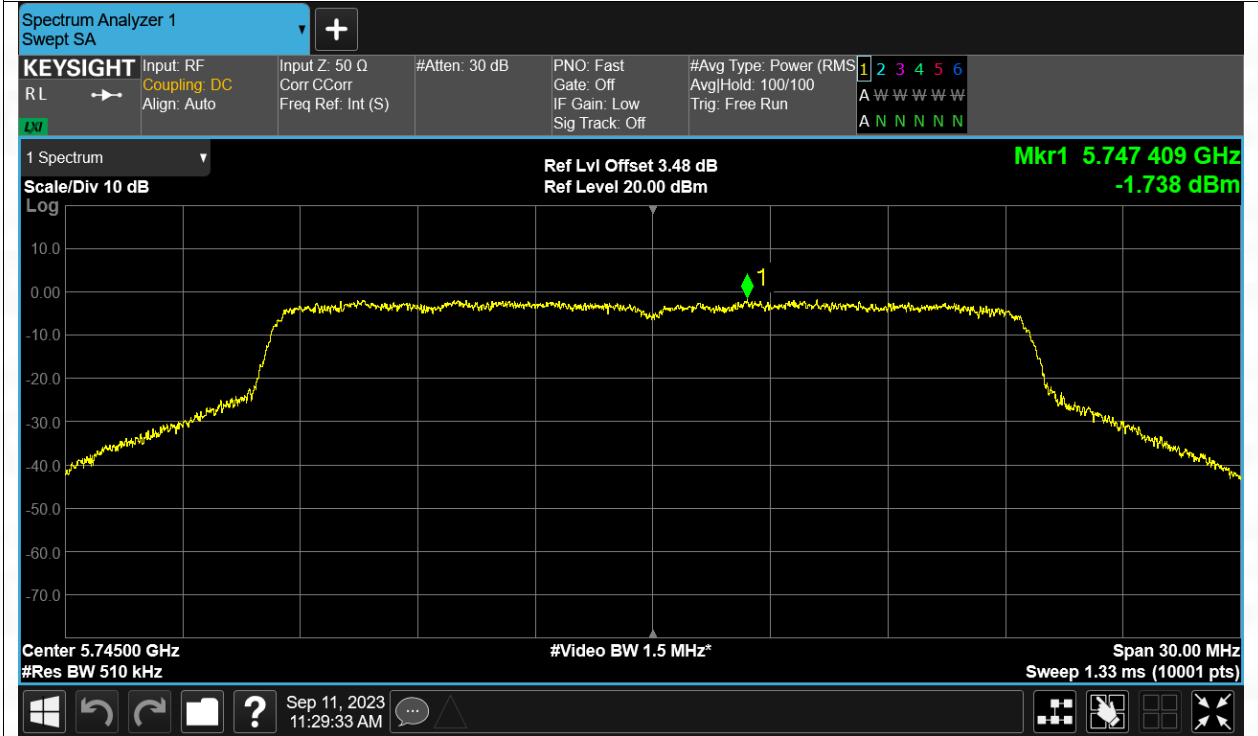 Spectrum Analyzer 1
Swept SA
+
KEYSIGHT
R L
LXI
Input: RF
Coupling: DC
Align: Auto
Input Z: 50 Ω
Corr CCorr
Freq Ref: Int (S)
#Atten: 30 dB
PNO: Fast
Gate: Off
IF Gain: Low
Sig Track: Off
#Avg Type: Power (RMS
Avg|Hold: 100/100
Trig: Free Run
1 2 3 4 5 6
A W W W W W
A N N N N N
1 Spectrum
Scale/Div 10 dB
Log
Ref Lvl Offset 3.48 dB
Ref Level 20.00 dBm
Mkr1 5.747 409 GHz
-1.738 dBm
10.0
0.00
-10.0
-20.0
-30.0
-40.0
-50.0
-60.0
-70.0
1
Center 5.74500 GHz
#Res BW 510 kHz
#Video BW 1.5 MHz*
Span 30.00 MHz
Sweep 1.33 ms (10001 pts)
?
Sep 11, 2023
11:29:33 AM